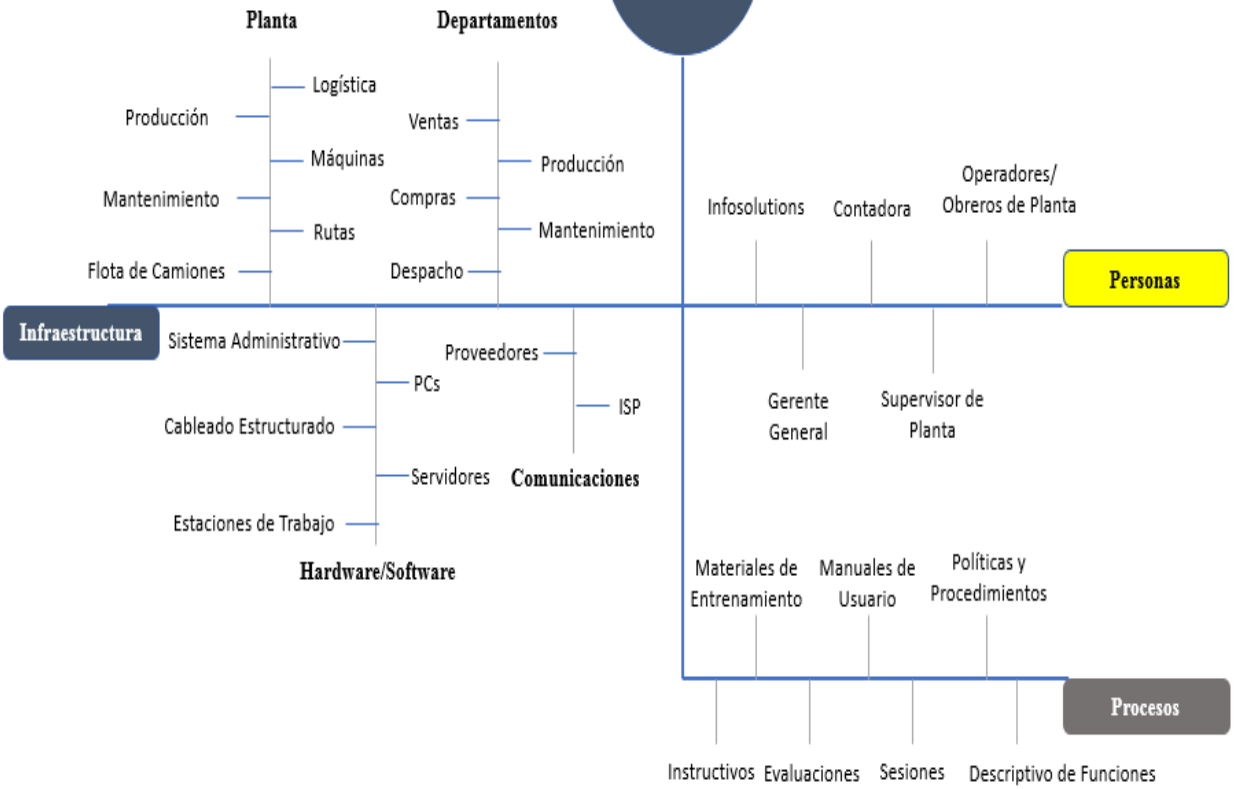 Planta
Departamentos
Logística
Producción
Máquinas
Mantenimiento
Rutas
Flota de Camiones
Ventas
Producción
Compras
Mantenimiento
Despacho
Infosolutions
Contadora
Operadores/
Obreros de Planta
Personas
Infraestructura
Sistema Administrativo
PCs
Cableado Estructurado
Servidores
Estaciones de Trabajo
Hardware/Software
Proveedores
ISP
Comunicaciones
Gerente
General
Supervisor de
Planta
Materiales de
Entrenamiento
Manuales de
Usuario
Políticas y
Procedimientos
Procesos
Instructivos
Evaluaciones
Sesiones
Descriptivo de Funciones